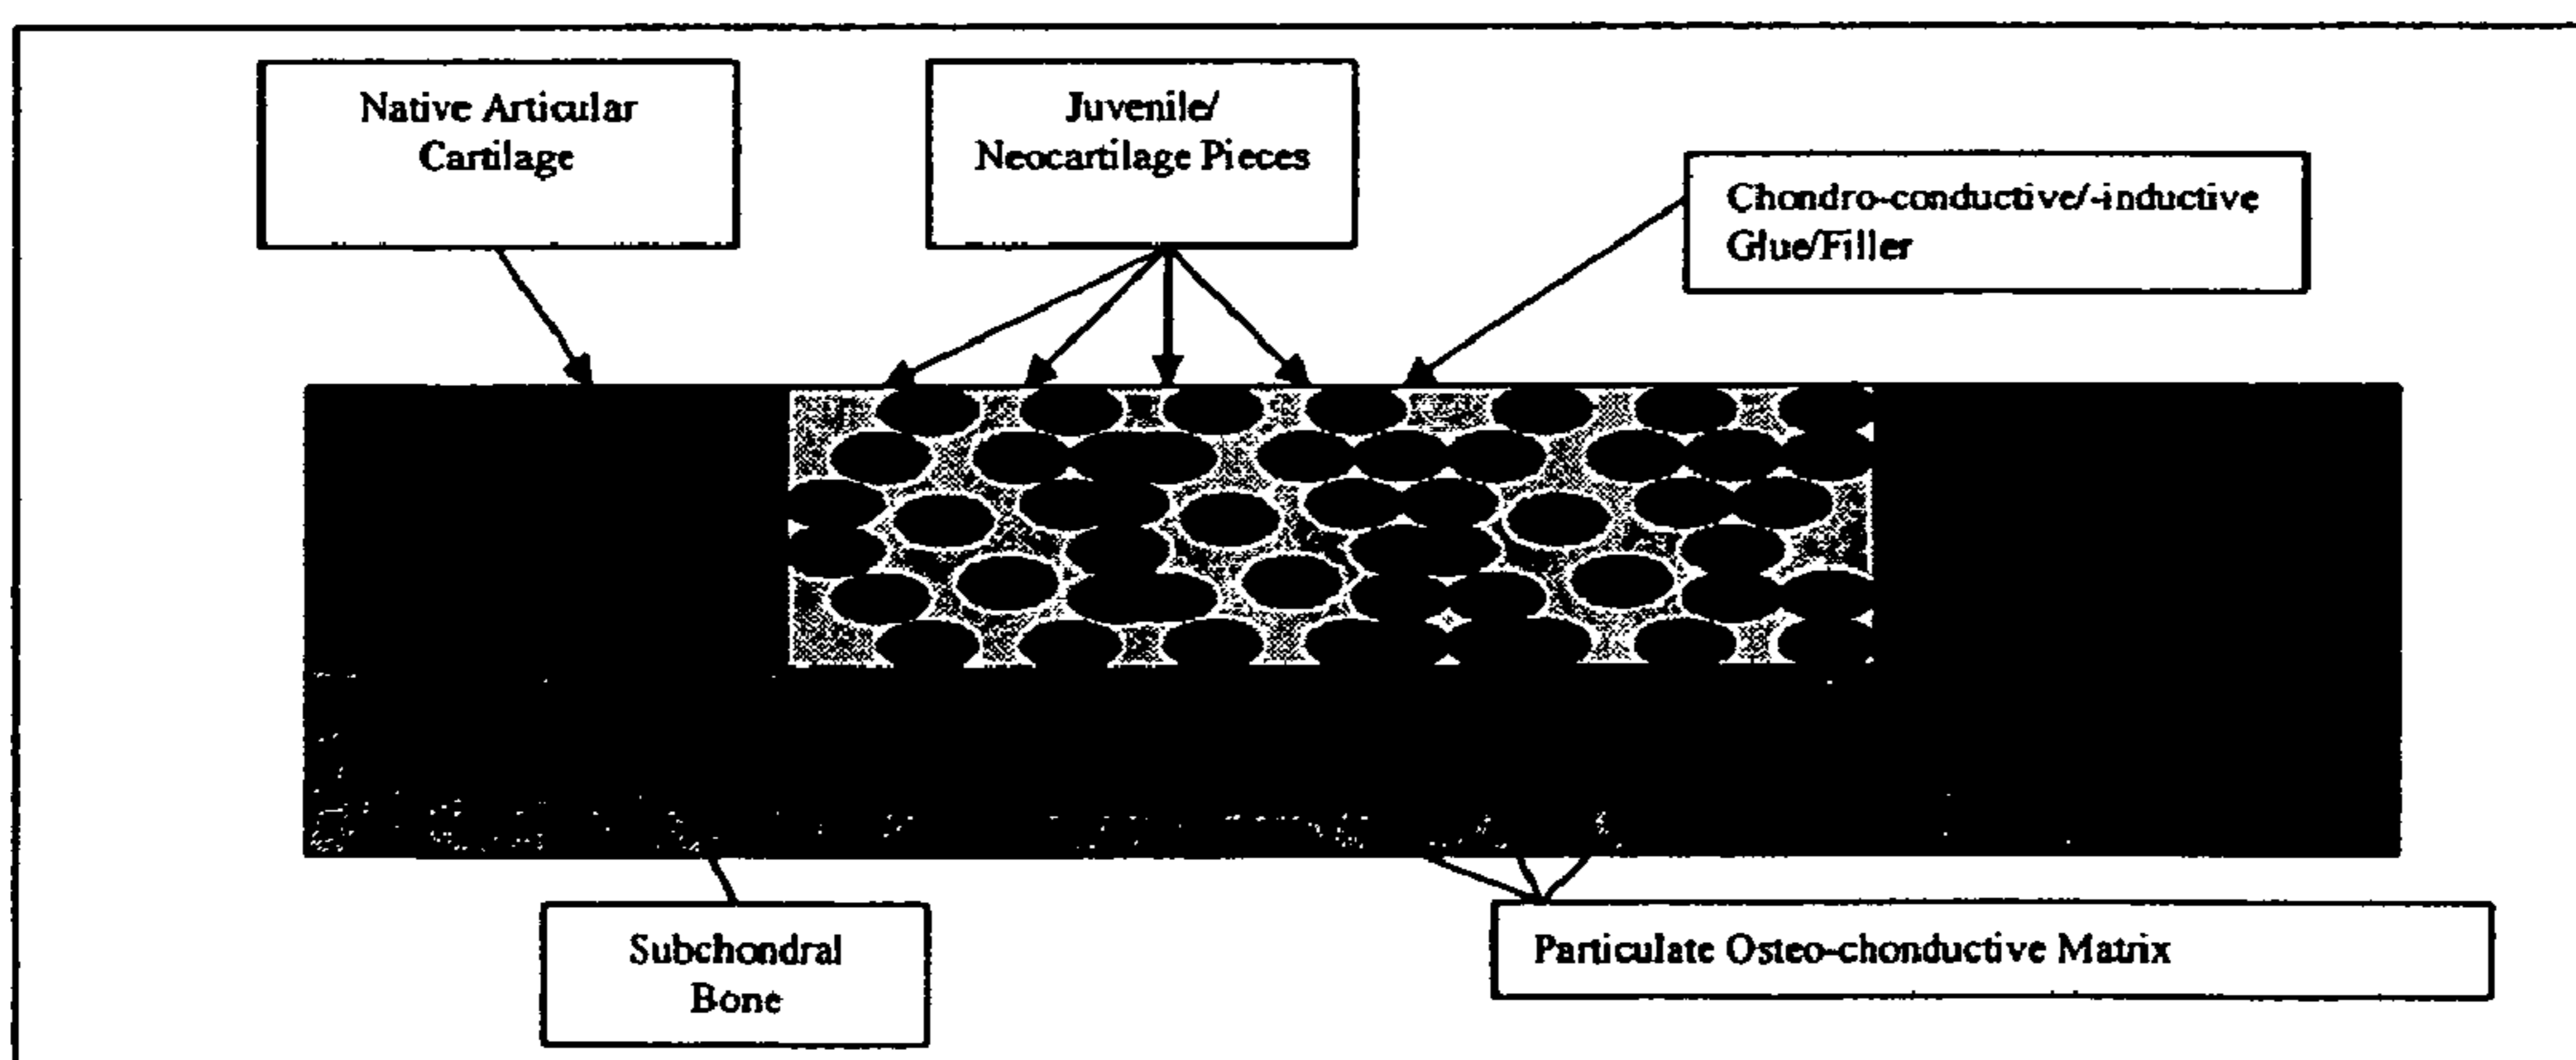 Native Articular
Cartilage
Juvenile/
Neocartilage Pieces
Chondro-conductive/-inductive
Glue/Filler
Subchondral
Bone
Particulate Osteo-chonductive Matrix